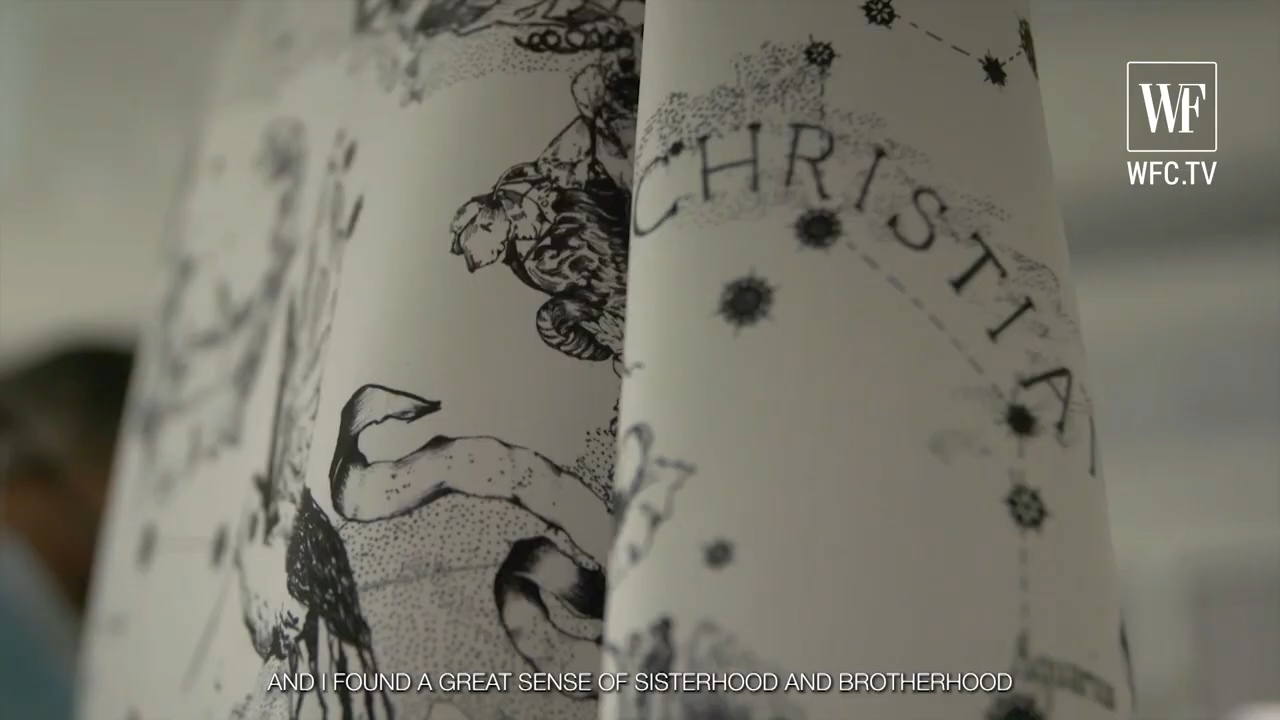 WF
WFC.TV
CHRISTIA
AND I FOUND A GREAT SENSE OF SISTERHOOD AND BROTHERHOOD